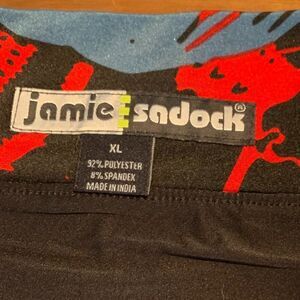 jamie sadock®
XL
92% POLYESTER
8% SPANDEX
MADE IN INDIA